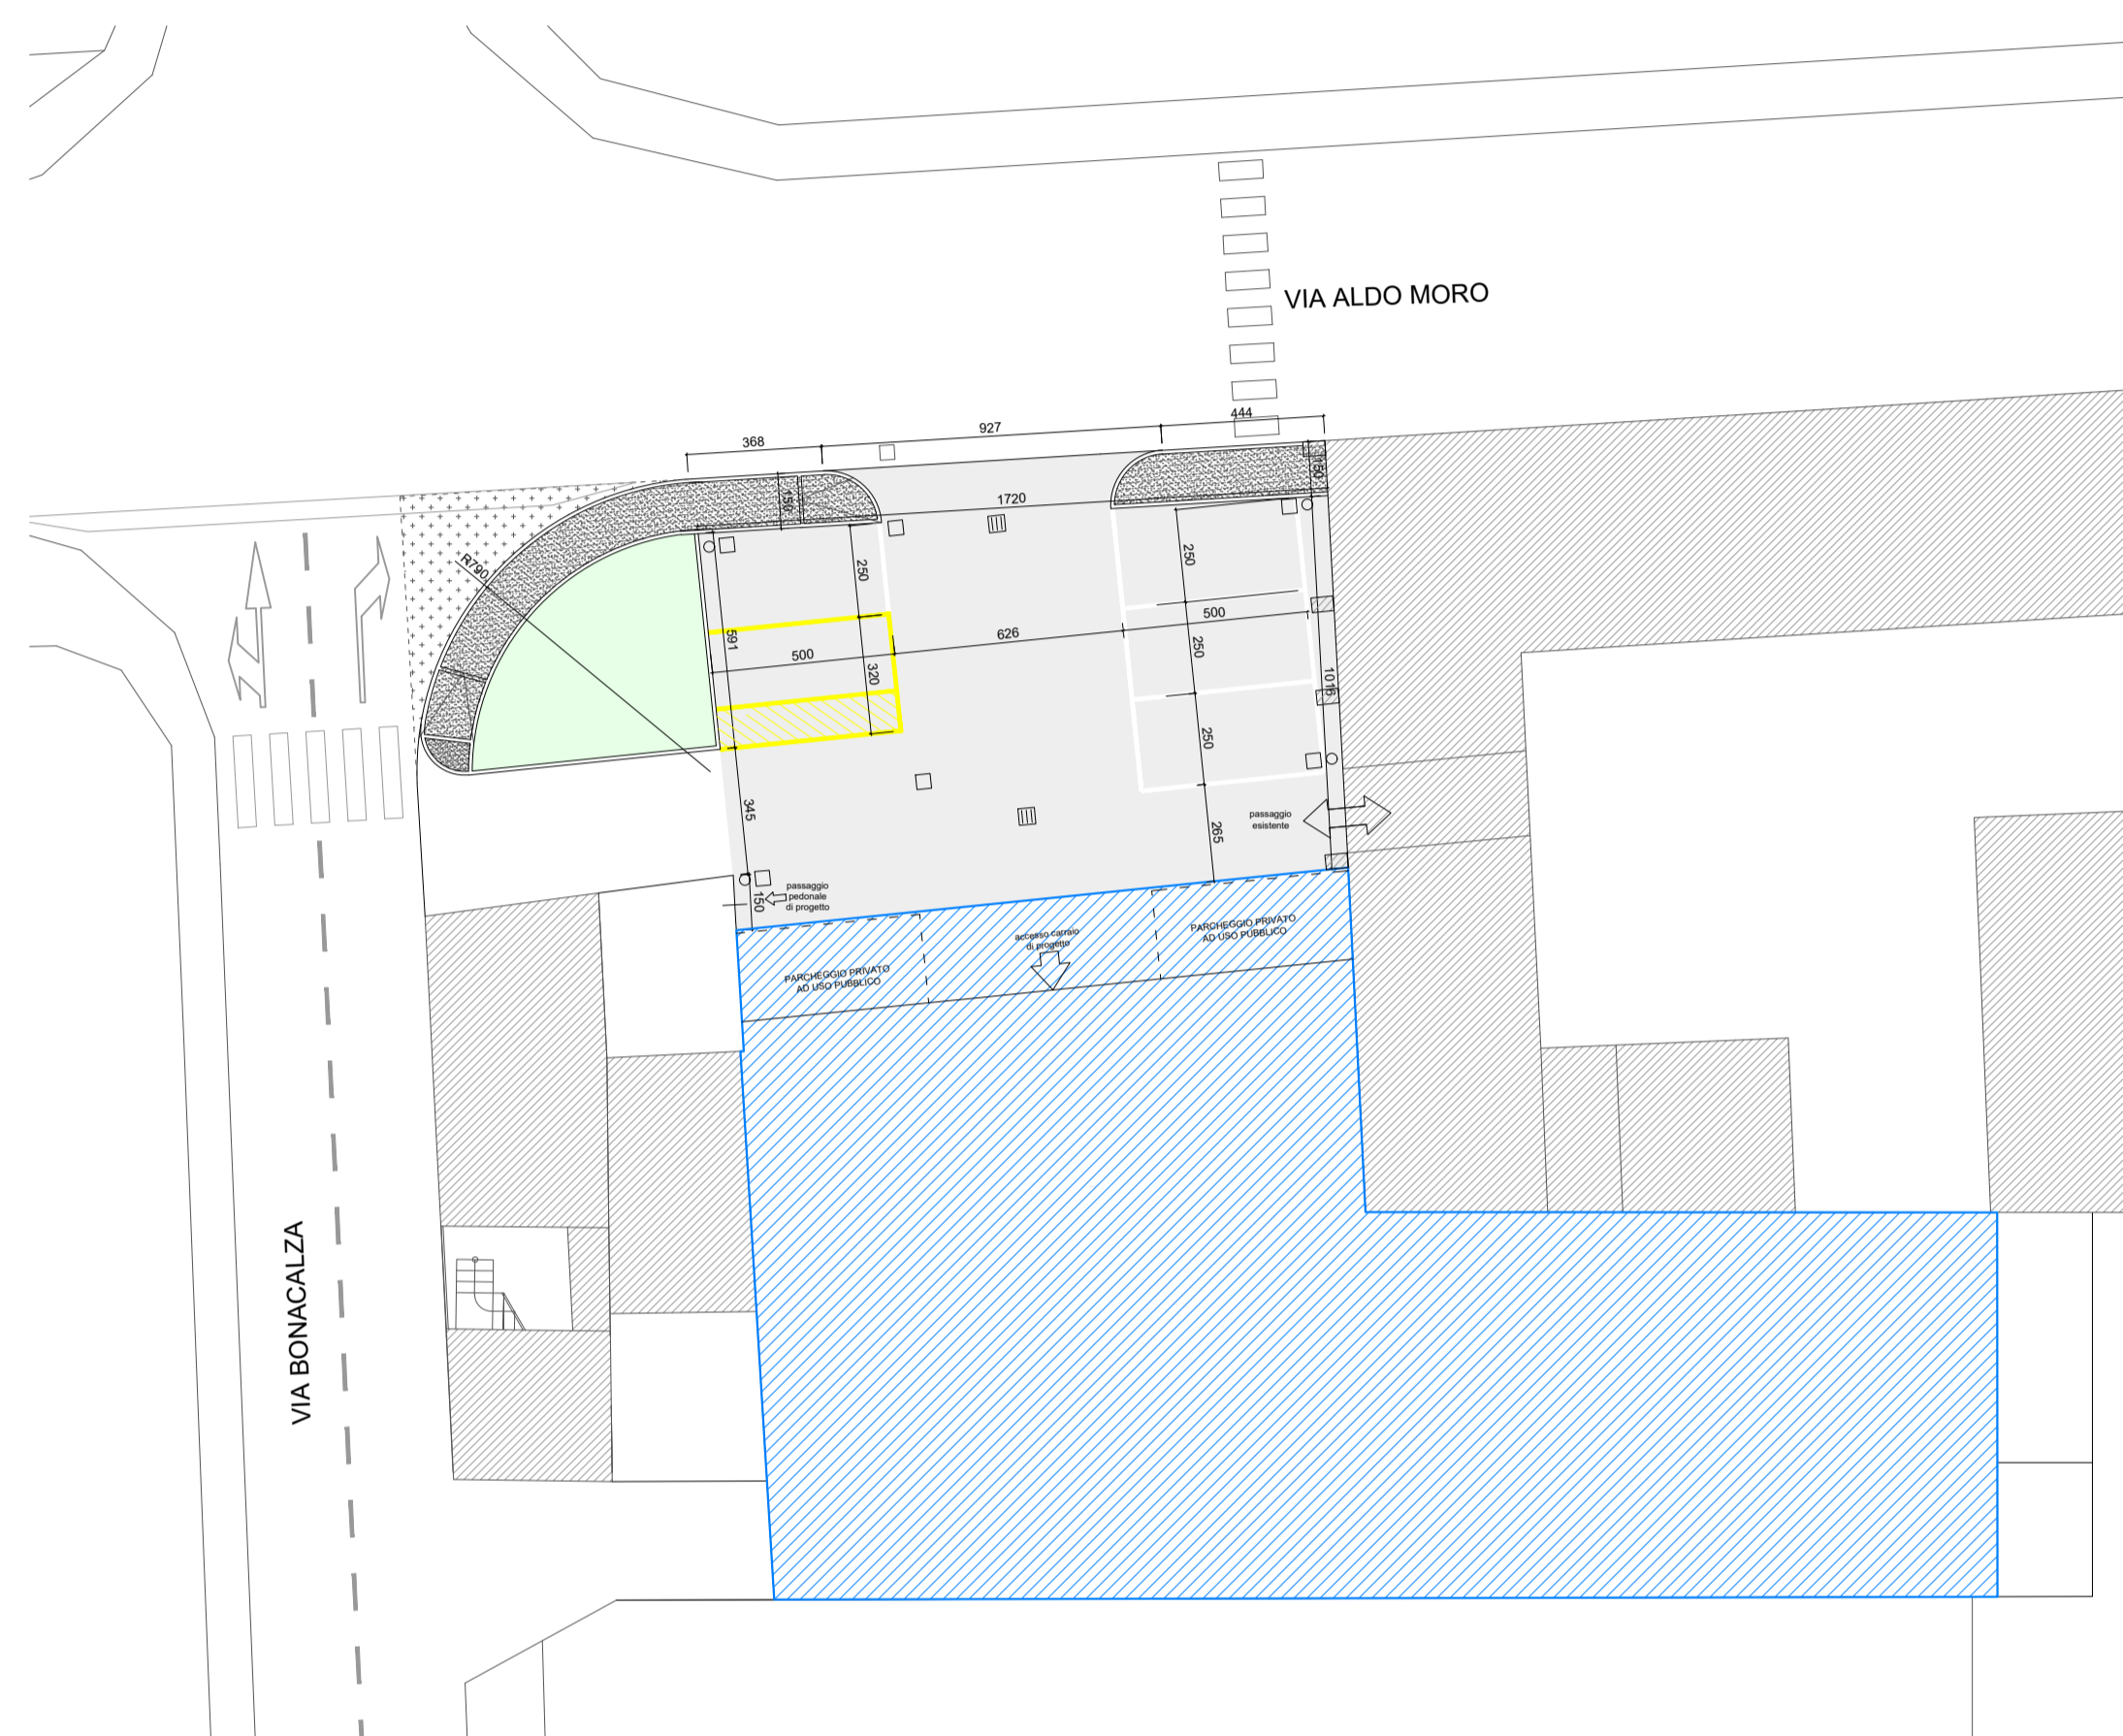 VIA ALDO MORO
444
927
368
150
150
1720
R790
250
250
591
500
626
500
250
320
1016
250
345
265
passaggio
esistente
150
passaggio
pedonale
di progetto
accesso carraio
di progetto
PARCHEGGIO PRIVATO
AD USO PUBBLICO
PARCHEGGIO PRIVATO
AD USO PUBBLICO
VIA BONACALZA